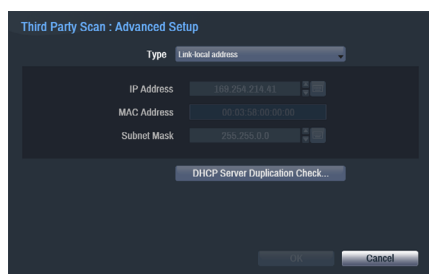 Third Party Scan : Advanced Setup
Type Link-local address
IP Address 169.254.214.41
MAC Address 00:03:58:00:00:00
Subnet Mask 255.255.0.0
DHCP Server Duplication Check...
OK Cancel